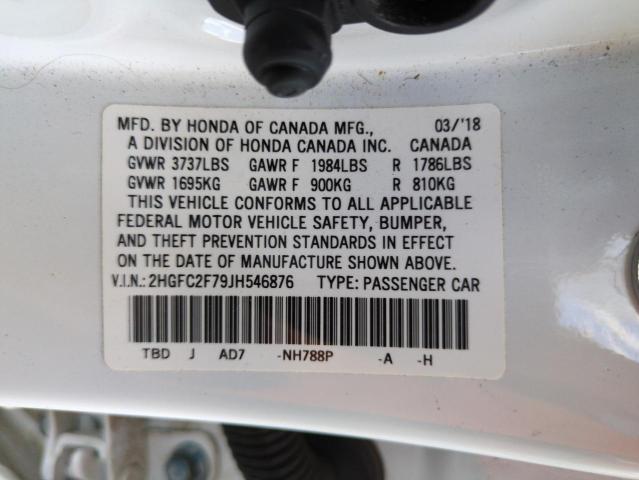 MFD. BY HONDA OF CANADA MFG., 03/'18
A DIVISION OF HONDA CANADA INC. CANADA
GVWR 3737LBS GAWR F 1984LBS R 1786LBS
GVWR 1695KG GAWR F 900KG R 810KG
THIS VEHICLE CONFORMS TO ALL APPLICABLE
FEDERAL MOTOR VEHICLE SAFETY, BUMPER,
AND THEFT PREVENTION STANDARDS IN EFFECT
ON THE DATE OF MANUFACTURE SHOWN ABOVE.
V.I.N.: 2HGFC2F79JH546876 TYPE: PASSENGER CAR
TBD J AD7 -NH788P -A -H